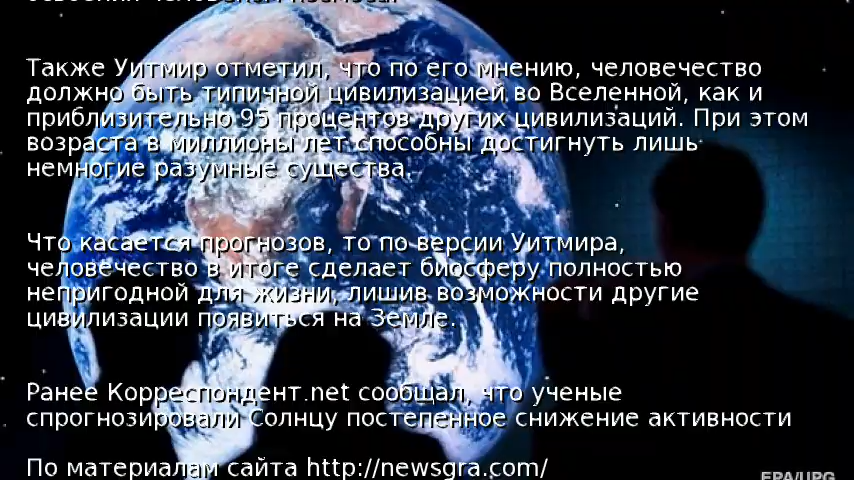 Также Уитмир отметил, что по его мнению, человечество
должно быть типичной цивилизацией во Вселенной, как и
приблизительно 95 процентов других цивилизаций. При этом
возраста в миллионы лет способны достигнуть лишь
немногие разумные существа.
Что касается прогнозов, то по версии Уитмира,
человечество в итоге сделает биосферу полностью
непригодной для жизни, лишив возможности другие
цивилизации появиться на Земле.
Ранее Корреспондент.net сообщал, что ученые
спрогнозировали Солнцу постепенное снижение активности
По материалам сайта http://newsgra.com/
EPA/UPG